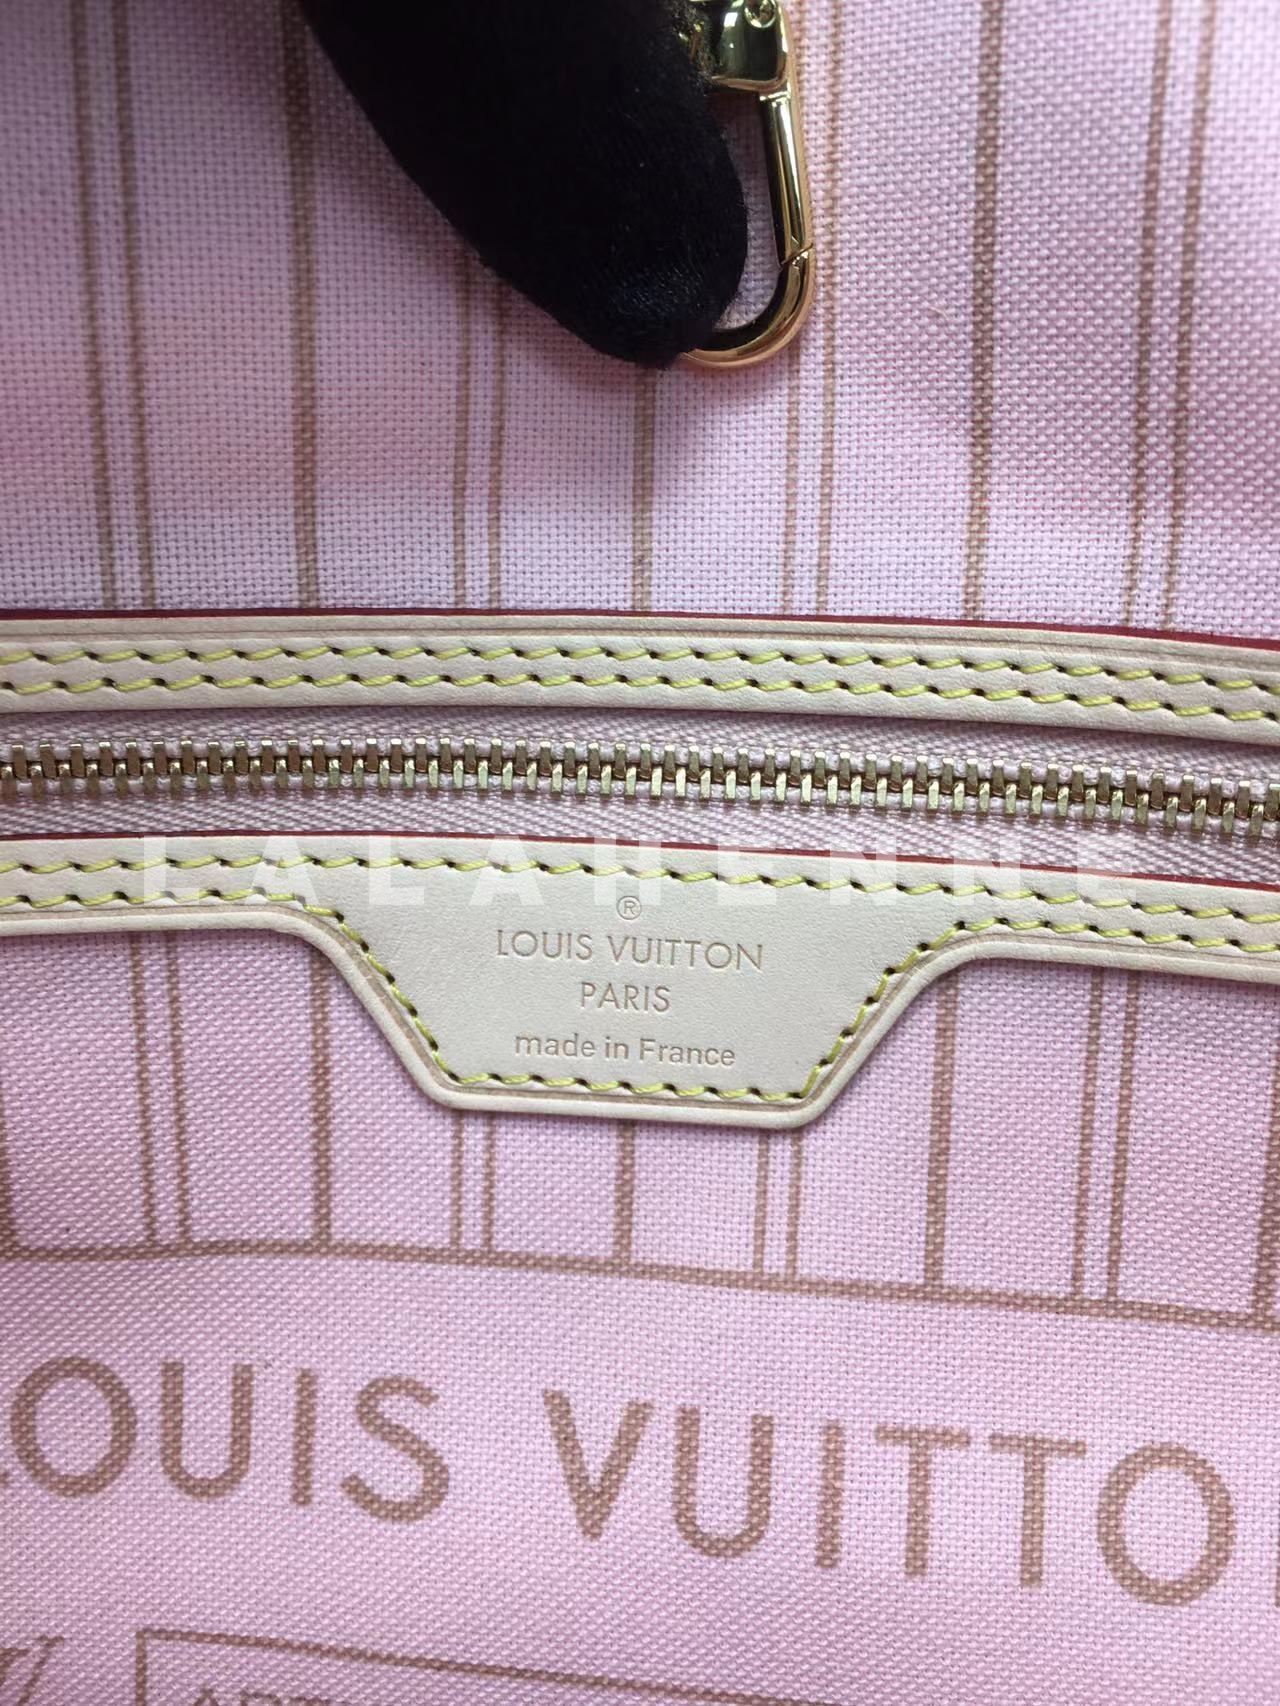 LALAHENNE
®
LOUIS VUITTON
PARIS
made in France
LOUIS VUITTO